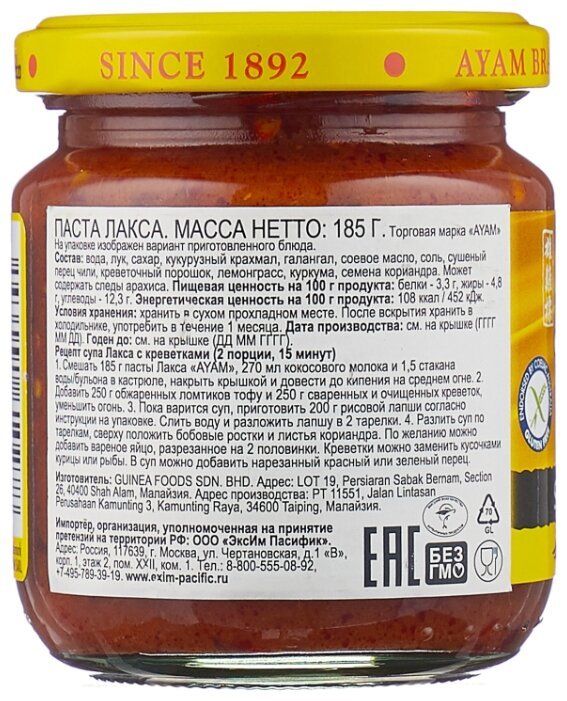 SINCE 1892
AYAM BRA
ПАСТА ЛАКСА. МАССА НЕТТО: 185 Г. Торговая марка «AYAM»
На упаковке изображен вариант приготовленного блюда.
Состав: вода, лук, сахар, кукурузный крахмал, галангал, соевое масло, соль, сушеный
перец чили, креветочный порошок, лемонграсс, куркума, семена кориандра. Может
содержать следы арахиса. Пищевая ценность на 100 г продукта: белки - 3,3 г, жиры - 4,8
г, углеводы - 12,3 г. Энергетическая ценность на 100 г продукта: 108 ккал / 452 кДж.
Условия хранения: хранить в сухом прохладном месте. После вскрытия хранить в
холодильнике, употребить в течение 1 месяца. Дата производства: см. на крышке (ГГГГ
ММ ДД). Годен до: см. на крышке (ДД ММ ГГГГ).
Рецепт супа Лакса с креветками (2 порции, 15 минут)
1. Смешать 185 г пасты Лакса «AYAM», 270 мл кокосового молока и 1,5 стакана
воды/бульона в кастрюле, накрыть крышкой и довести до кипения на среднем огне. 2.
Добавить 250 г обжаренных ломтиков тофу и 250 г сваренных и очищенных креветок,
уменьшить огонь. 3. Пока варится суп, приготовить 200 г рисовой лапши согласно
инструкции на упаковке. Слить воду и разложить лапшу в 2 тарелки. 4. Разлить суп по
тарелкам, сверху положить бобовые ростки и листья кориандра. По желанию можно
добавить вареное яйцо, разрезанное на 2 половинки. Креветки можно заменить кусочками
курицы или рыбы. В суп можно добавить нарезанный красный или зеленый перец.
Изготовитель: GUINEA FOODS SDN. BHD. Адрес: LOT 19, Persiaran Sabak Bernam, Section
26, 40400 Shah Alam, Малайзия. Адрес производства: PT 11551, Jalan Lintasan
Perusahaan Kamunting Raya, Kamunting Raya, 34600 Taiping, Малайзия.
Импортёр, организация, уполномоченная на принятие
претензий на территории РФ: ООО «ЭксИм Пасифик».
Адрес: Россия, 117639, г. Москва, ул. Чертановская, д.1 «В»,
корп. 1, этаж 2, пом. XXII, ком. 1. Тел.: 8-800-555-08-92,
+7-495-789-39-19. www.exim-pacific.ru
EAC
БЕЗ
ГМО
70
GL